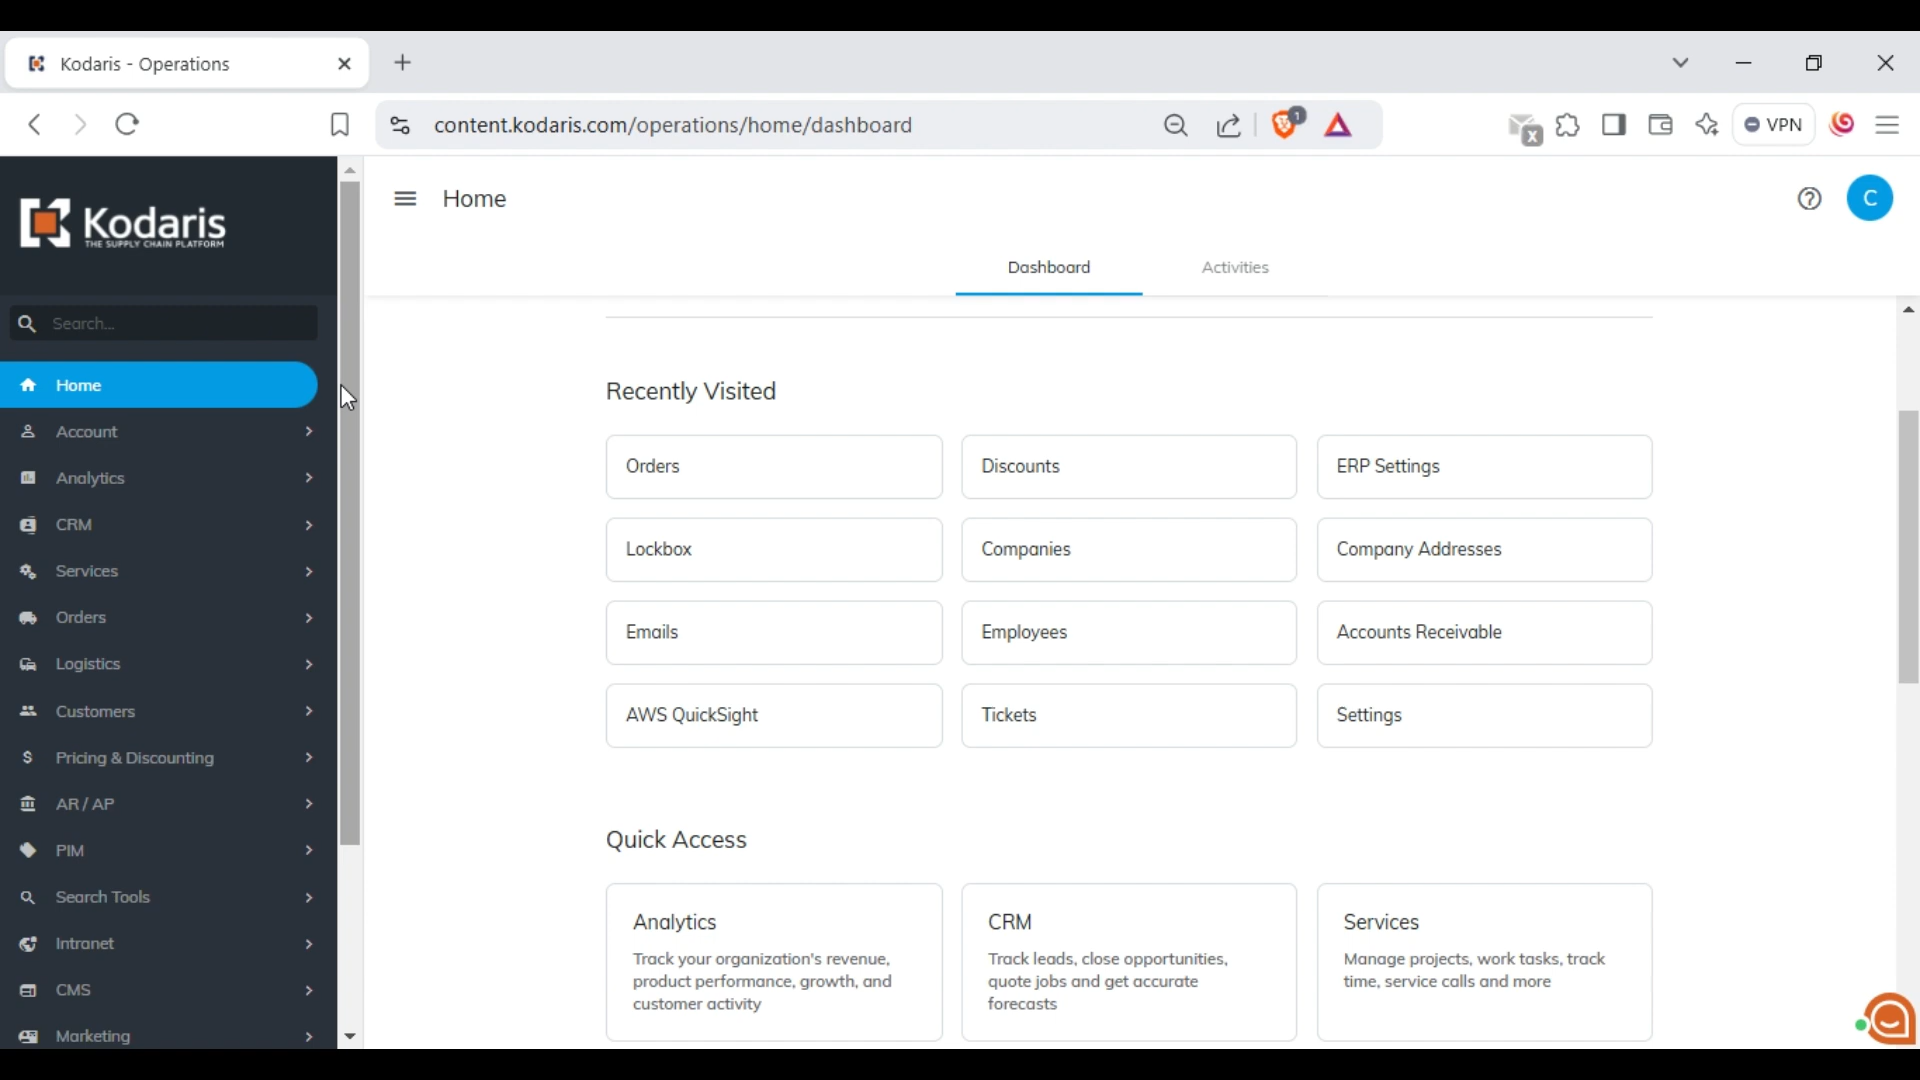 Kodaris - Operations
content.kodaris.com/operations/home/dashboard
1
X
VPN
Kodaris
THE SUPPLY CHAIN PLATFORM
Home
C
Dashboard
Activities
Search...
Home
Account
Analytics
CRM
Services
Orders
Logistics
Customers
Pricing & Discounting
AR / AP
PIM
Search Tools
Intranet
CMS
Marketing
Recently Visited
Orders
Discounts
ERP Settings
Lockbox
Companies
Company Addresses
Emails
Employees
Accounts Receivable
AWS QuickSight
Tickets
Settings
Quick Access
Analytics
Track your organization's revenue,
product performance, growth, and
customer activity
CRM
Track leads, close opportunities,
quote jobs and get accurate
forecasts
Services
Manage projects, work tasks, track
time, service calls and more